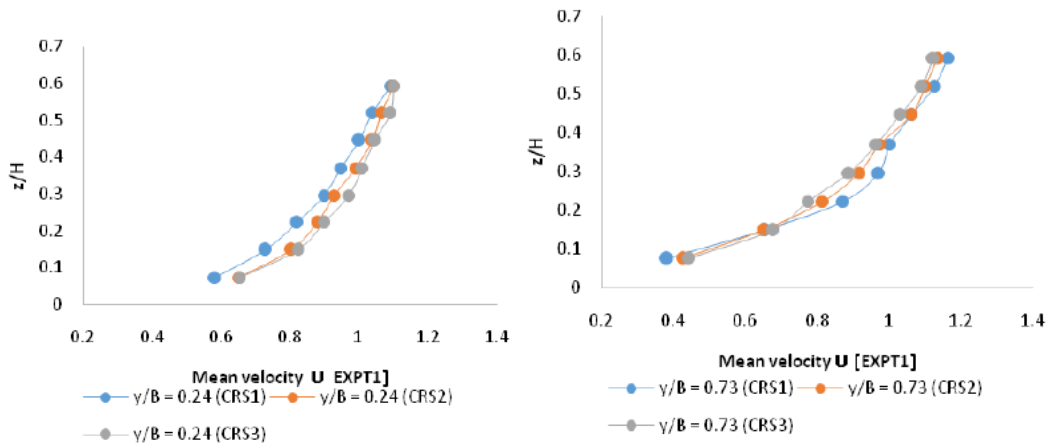 0.7
0.6
0.5
0.4
0.3
0.2
0.1
0
z/H
0.2 0.4 0.6 0.8 1 1.2 1.4
Mean velocity U EXPT1]
y/B = 0.24 (CRS1) y/B = 0.24 (CRS2)
y/B = 0.24 (CRS3)
0.7
0.6
0.5
0.4
0.3
0.2
0.1
0
z/H
0.2 0.4 0.6 0.8 1 1.2 1.4
Mean velocity U [EXPT1]
y/B = 0.73 (CRS1) y/B = 0.73 (CRS2)
y/B = 0.73 (CRS3)